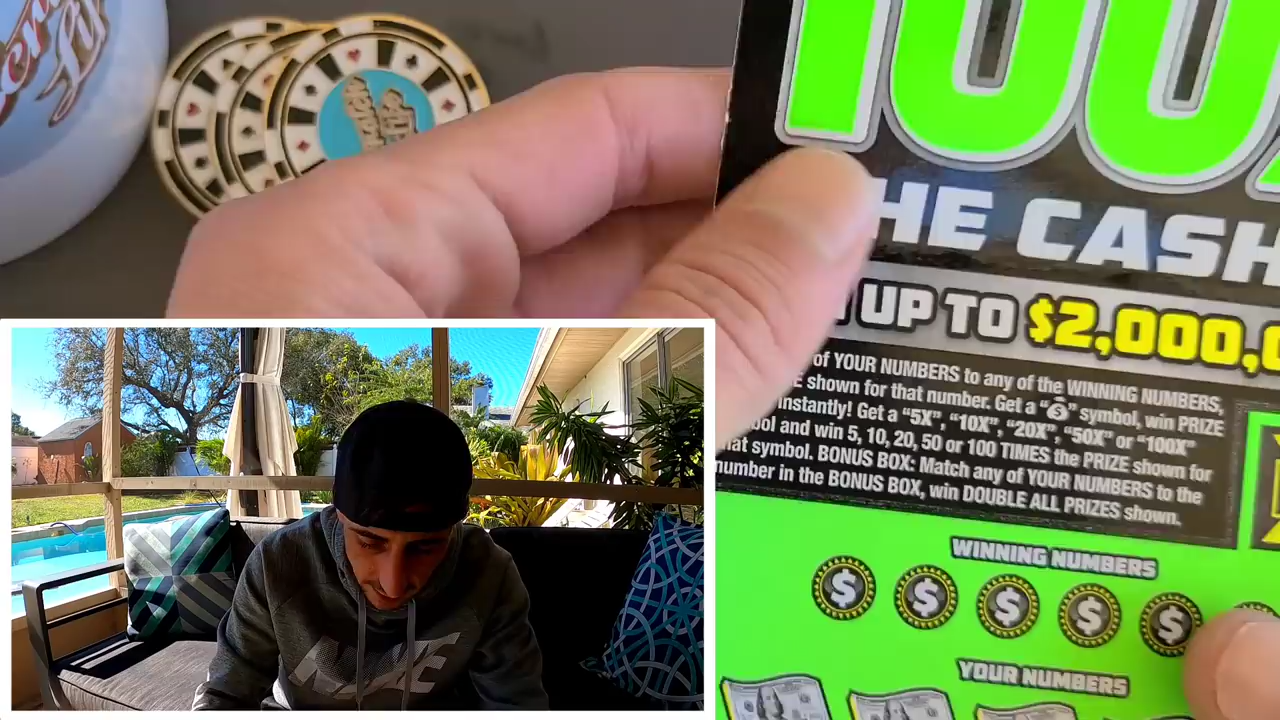 100X
HE CASH
UP TO $2,000,0
of YOUR NUMBERS to any of the WINNING NUMBERS,
E shown for that number. Get a "$" symbol, win PRIZE
instantly! Get a "5X", "10X", "20X", "50X" or "100X"
bol and win 5, 10, 20, 50 or 100 TIMES the PRIZE shown for
hat symbol. BONUS BOX: Match any of YOUR NUMBERS to the
number in the BONUS BOX, win DOUBLE ALL PRIZES shown.
WINNING NUMBERS
$ $ $ $ $
YOUR NUMBERS
NIKE